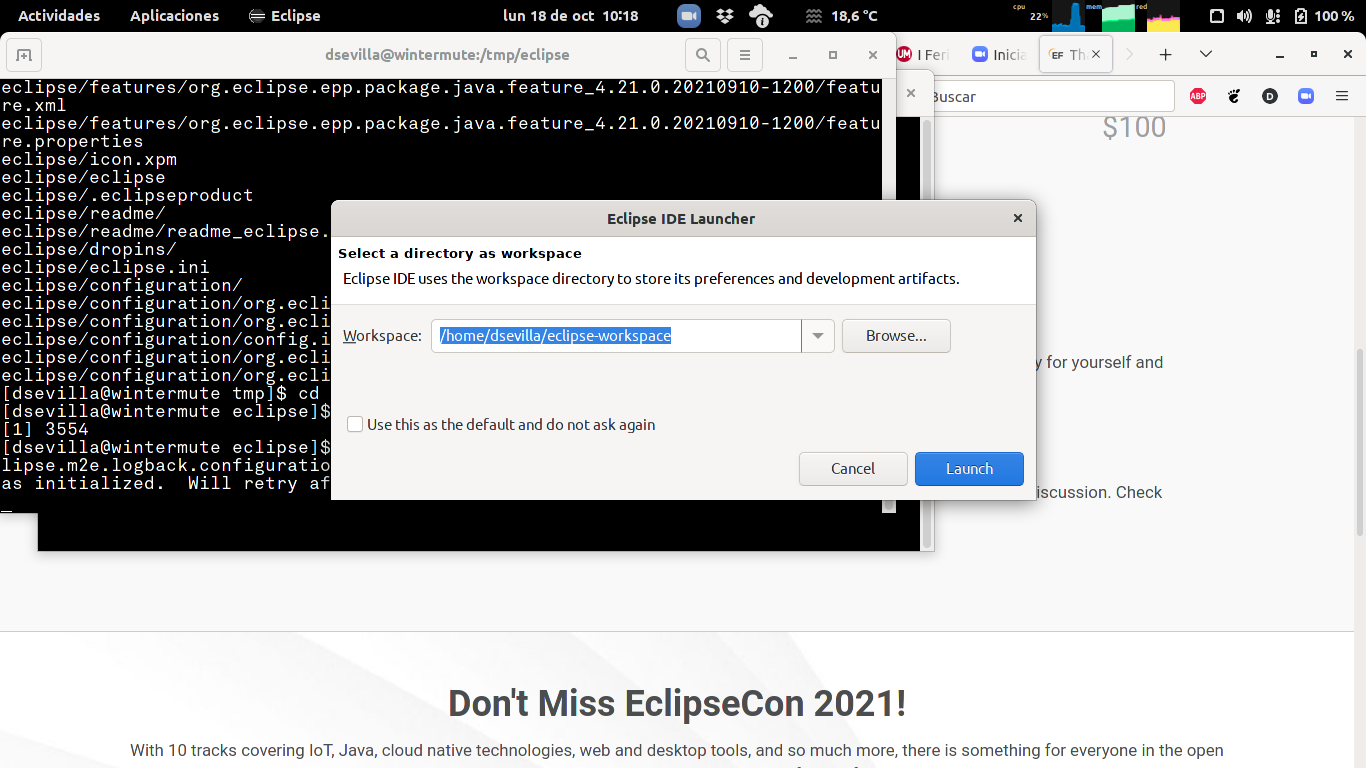 Actividades Aplicaciones Eclipse lun 18 de oct 10:18 18,6 °C cpu 22% mem red 100 %
dsevilla@wintermute:/tmp/eclipse
I Feri Inicia EF Th
Buscar ABP D
eclipse/features/org.eclipse.epp.package.java.feature_4.21.0.20210910-1200/featu
re.xml
eclipse/features/org.eclipse.epp.package.java.feature_4.21.0.20210910-1200/featu
re.properties
eclipse/icon.xpm
eclipse/eclipse
eclipse/.eclipseproduct
eclipse/readme/
eclipse/readme/readme_eclipse.
eclipse/dropins/
eclipse/eclipse.ini
eclipse/configuration/
eclipse/configuration/org.ecli
eclipse/configuration/org.ecli
eclipse/configuration/config.i
eclipse/configuration/org.ecli
eclipse/configuration/org.ecli
[dsevilla@wintermute tmp]$ cd
[dsevilla@wintermute eclipse]$
[1] 3554
[dsevilla@wintermute eclipse]$
lipse.m2e.logback.configuratio
as initialized.  Will retry af
_
Eclipse IDE Launcher
Select a directory as workspace
Eclipse IDE uses the workspace directory to store its preferences and development artifacts.
Workspace: /home/dsevilla/eclipse-workspace Browse...
Use this as the default and do not ask again
Cancel Launch
$100
y for yourself and
iscussion. Check
Don't Miss EclipseCon 2021!
With 10 tracks covering IoT, Java, cloud native technologies, web and desktop tools, and so much more, there is something for everyone in the open